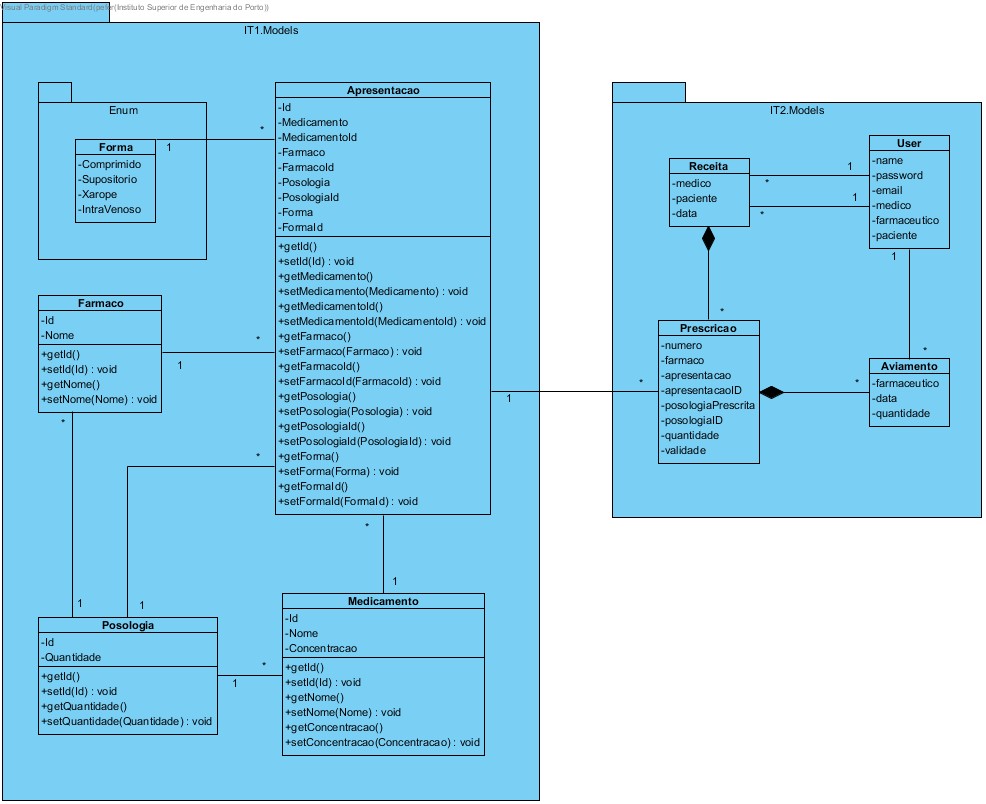 Visual Paradigm Standard(peter(Instituto Superior de Engenharia do Porto))
IT1.Models
Enum
Forma
-Comprimido
-Supositorio
-Xarope
-IntraVenoso
1
*
Apresentacao
-Id
-Medicamento
-MedicamentoId
-Farmaco
-FarmacoId
-Posologia
-PosologiaId
-Forma
-FormaId
+getId()
+setId(Id) : void
+getMedicamento()
+setMedicamento(Medicamento) : void
+getMedicamentoId()
+setMedicamentoId(MedicamentoId) : void
+getFarmaco()
+setFarmaco(Farmaco) : void
+getFarmacoId()
+setFarmacoId(FarmacoId) : void
+getPosologia()
+setPosologia(Posologia) : void
+getPosologiaId()
+setPosologiaId(PosologiaId) : void
+getForma()
+setForma(Forma) : void
+getFormaId()
+setFormaId(FormaId) : void
Farmaco
-Id
-Nome
+getId()
+setId(Id) : void
+getNome()
+setNome(Nome) : void
1
*
*
1
*
1
Posologia
-Id
-Quantidade
+getId()
+setId(Id) : void
+getQuantidade()
+setQuantidade(Quantidade) : void
1
*
*
1
Medicamento
-Id
-Nome
-Concentracao
+getId()
+setId(Id) : void
+getNome()
+setNome(Nome) : void
+getConcentracao()
+setConcentracao(Concentracao) : void
1
*
IT2.Models
Receita
-medico
-paciente
-data
1
*
1
*
User
-name
-password
-email
-medico
-farmaceutico
-paciente
1
*
*
Prescricao
-numero
-farmaco
-apresentacao
-apresentacaoID
-posologiaPrescrita
-posologiaID
-quantidade
-validade
*
Aviamento
-farmaceutico
-data
-quantidade